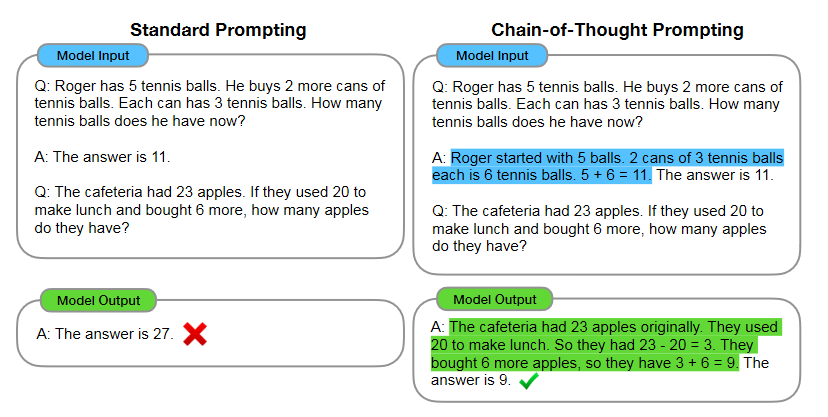 Standard Prompting
Model Input
Q: Roger has 5 tennis balls. He buys 2 more cans of
tennis balls. Each can has 3 tennis balls. How many
tennis balls does he have now?
A: The answer is 11.
Q: The cafeteria had 23 apples. If they used 20 to
make lunch and bought 6 more, how many apples
do they have?
Model Output
A: The answer is 27.
Chain-of-Thought Prompting
Model Input
Q: Roger has 5 tennis balls. He buys 2 more cans of
tennis balls. Each can has 3 tennis balls. How many
tennis balls does he have now?
A: Roger started with 5 balls. 2 cans of 3 tennis balls
each is 6 tennis balls. 5 + 6 = 11. The answer is 11.
Q: The cafeteria had 23 apples. If they used 20 to
make lunch and bought 6 more, how many apples
do they have?
Model Output
A: The cafeteria had 23 apples originally. They used
20 to make lunch. So they had 23 - 20 = 3. They
bought 6 more apples, so they have 3 + 6 = 9. The
answer is 9.